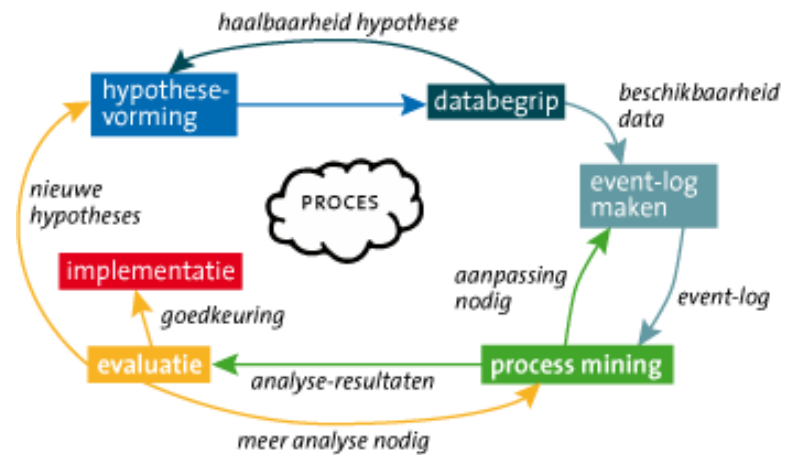 haalbaarheid hypothese
hypothese-
vorming
databegrip
beschikbaarheid
data
event-log
maken
nieuwe
hypotheses
PROCES
implementatie
aanpassing
nodig
event-log
goedkeuring
evaluatie
process mining
analyse-resultaten
meer analyse nodig